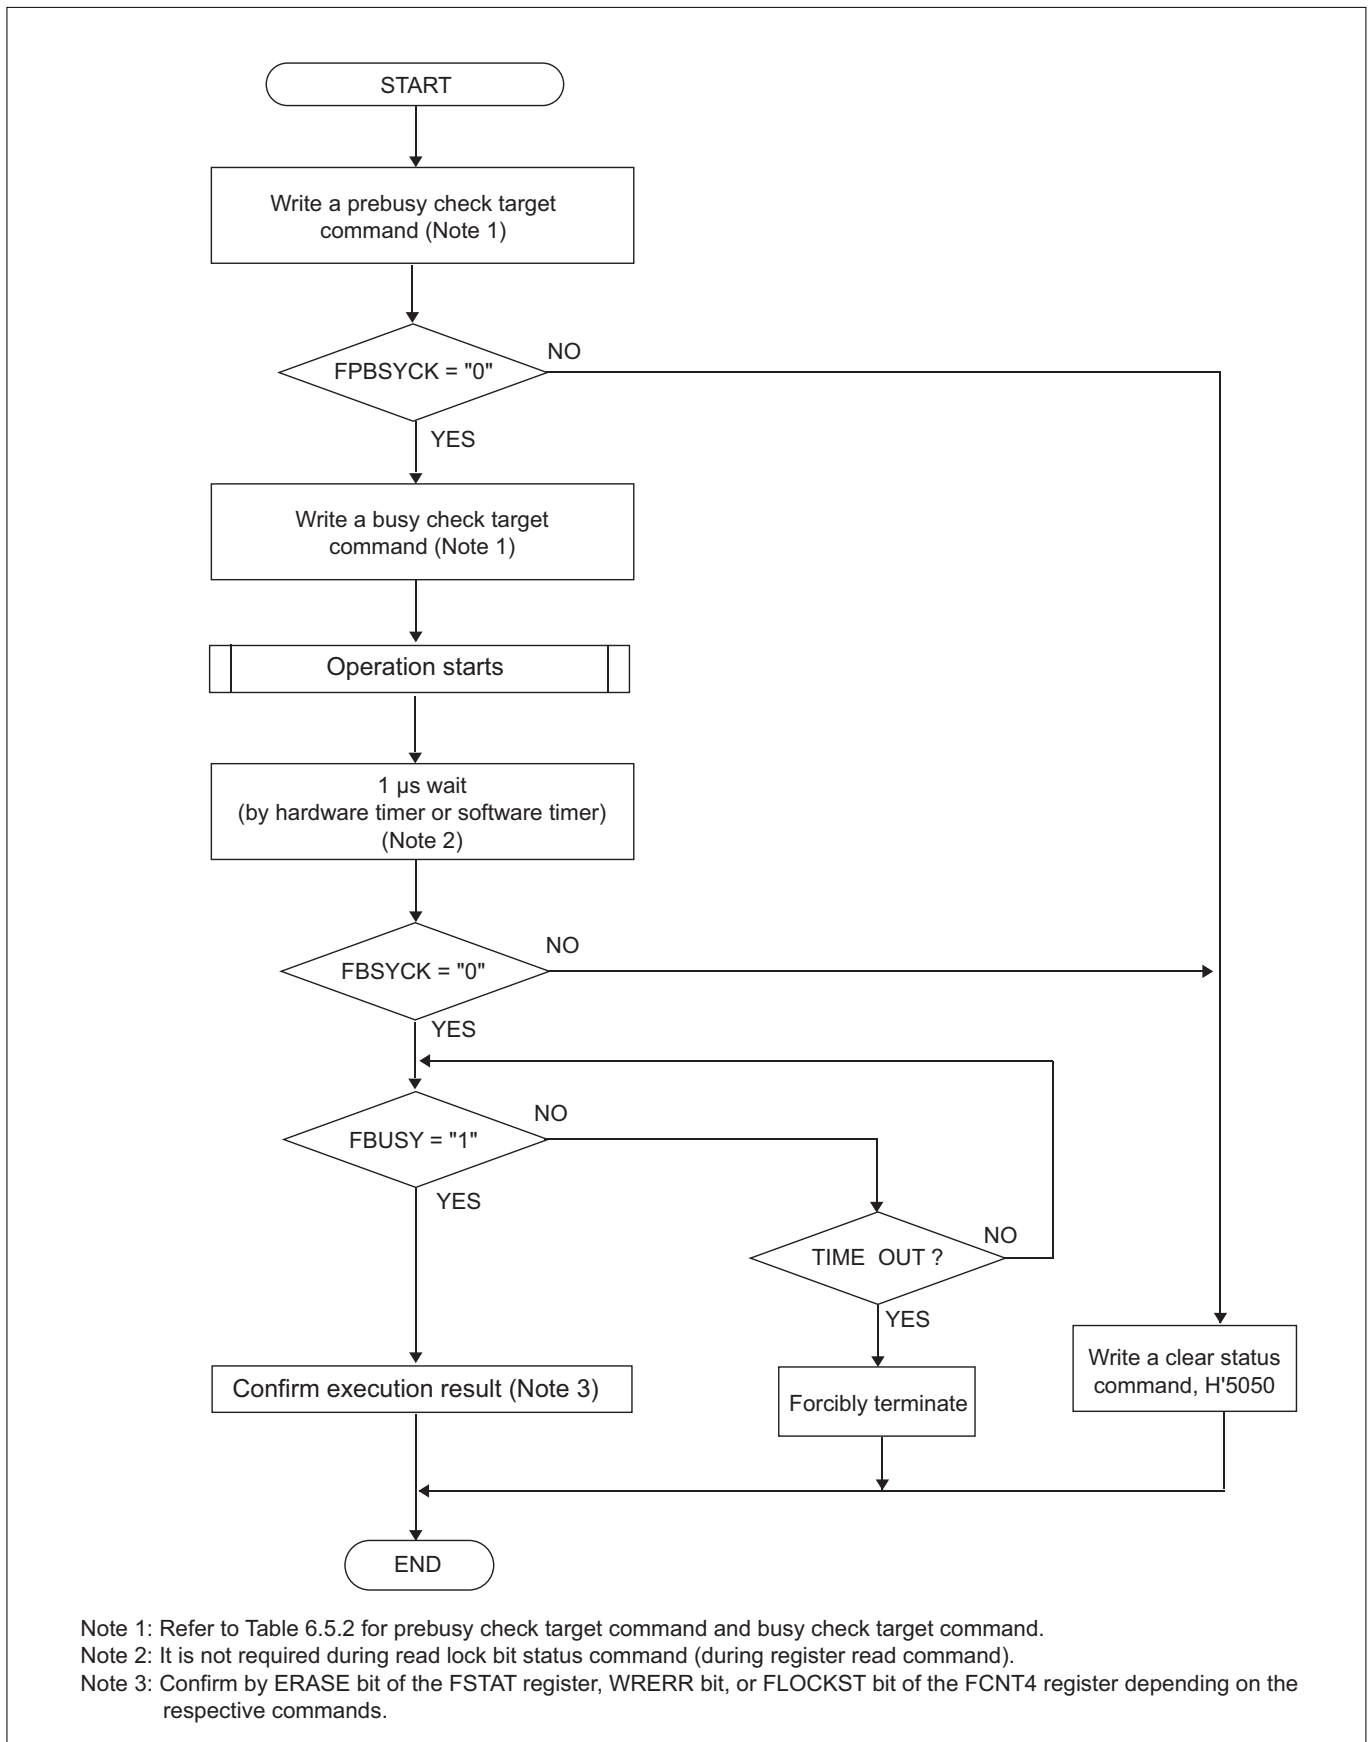 START
Write a prebusy check target
command (Note 1)
FPBSYCK = "0"
NO
YES
Write a busy check target
command (Note 1)
Operation starts
1 µs wait
(by hardware timer or software timer)
(Note 2)
FBSYCK = "0"
NO
YES
FBUSY = "1"
NO
YES
TIME OUT ?
NO
YES
Write a clear status
command, H'5050
Confirm execution result (Note 3)
Forcibly terminate
END
Note 1: Refer to Table 6.5.2 for prebusy check target command and busy check target command.
Note 2: It is not required during read lock bit status command (during register read command).
Note 3: Confirm by ERASE bit of the FSTAT register, WRERR bit, or FLOCKST bit of the FCNT4 register depending on the
respective commands.